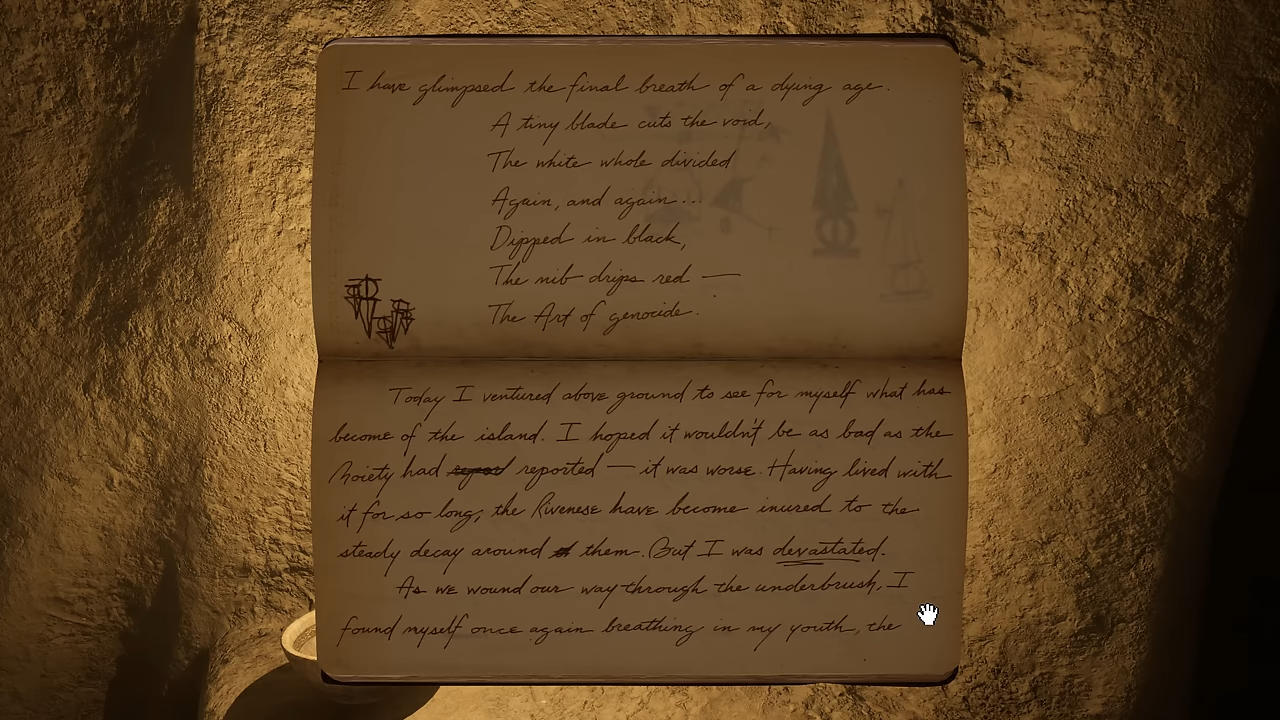 I have glimpsed the final breath of a dying age.
A tiny blade cuts the void,
The white whole divided
Again, and again...
Dipped in black,
The nib drips red —
The Art of genocide.
Today I ventured above ground to see for myself what has
become of the island. I hoped it wouldn't be as bad as the
Moiety had reported — it was worse. Having lived with
it for so long, the Rivenese have become inured to the
steady decay around them. But I was devastated.
As we wound our way through the underbrush, I
found myself once again breathing in my youth, the